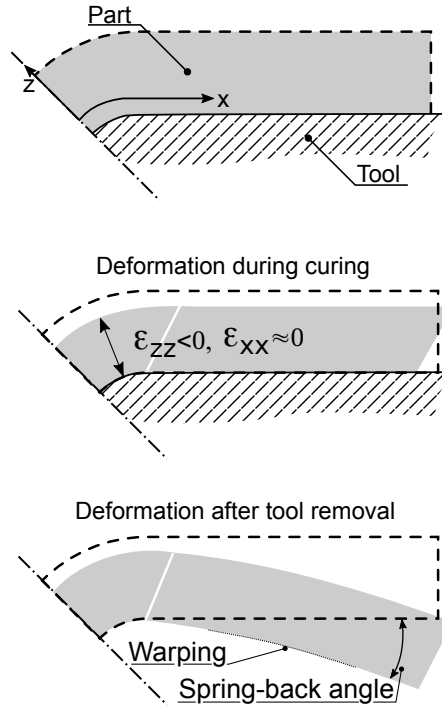 Part
z
x
Tool
Deformation during curing
εzz<0, εxx≈0
Deformation after tool removal
Warping
Spring-back angle